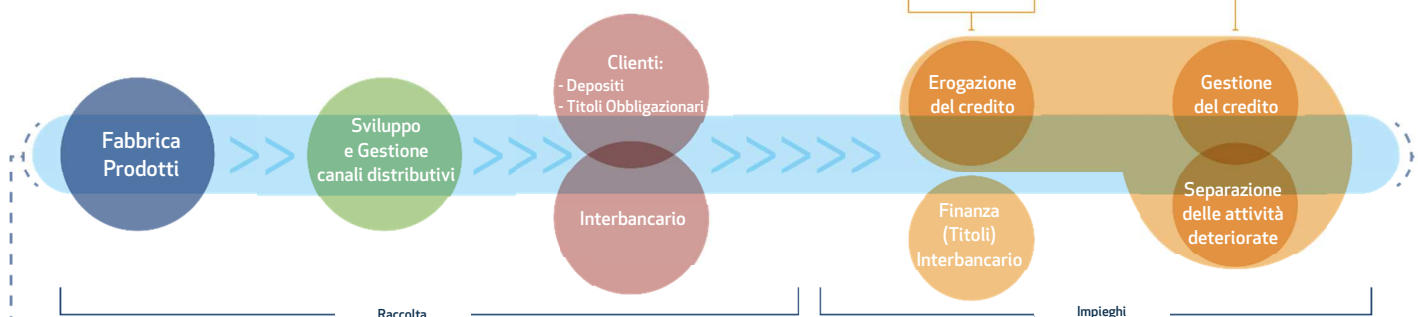 Fabbrica
Prodotti
Sviluppo
e Gestione
canali distributivi
Clienti:
- Depositi
- Titoli Obbligazionari
Interbancario
Erogazione
del credito
Finanza
(Titoli)
Interbancario
Gestione
del credito
Separazione
delle attività
deteriorate
Raccolta
Impieghi